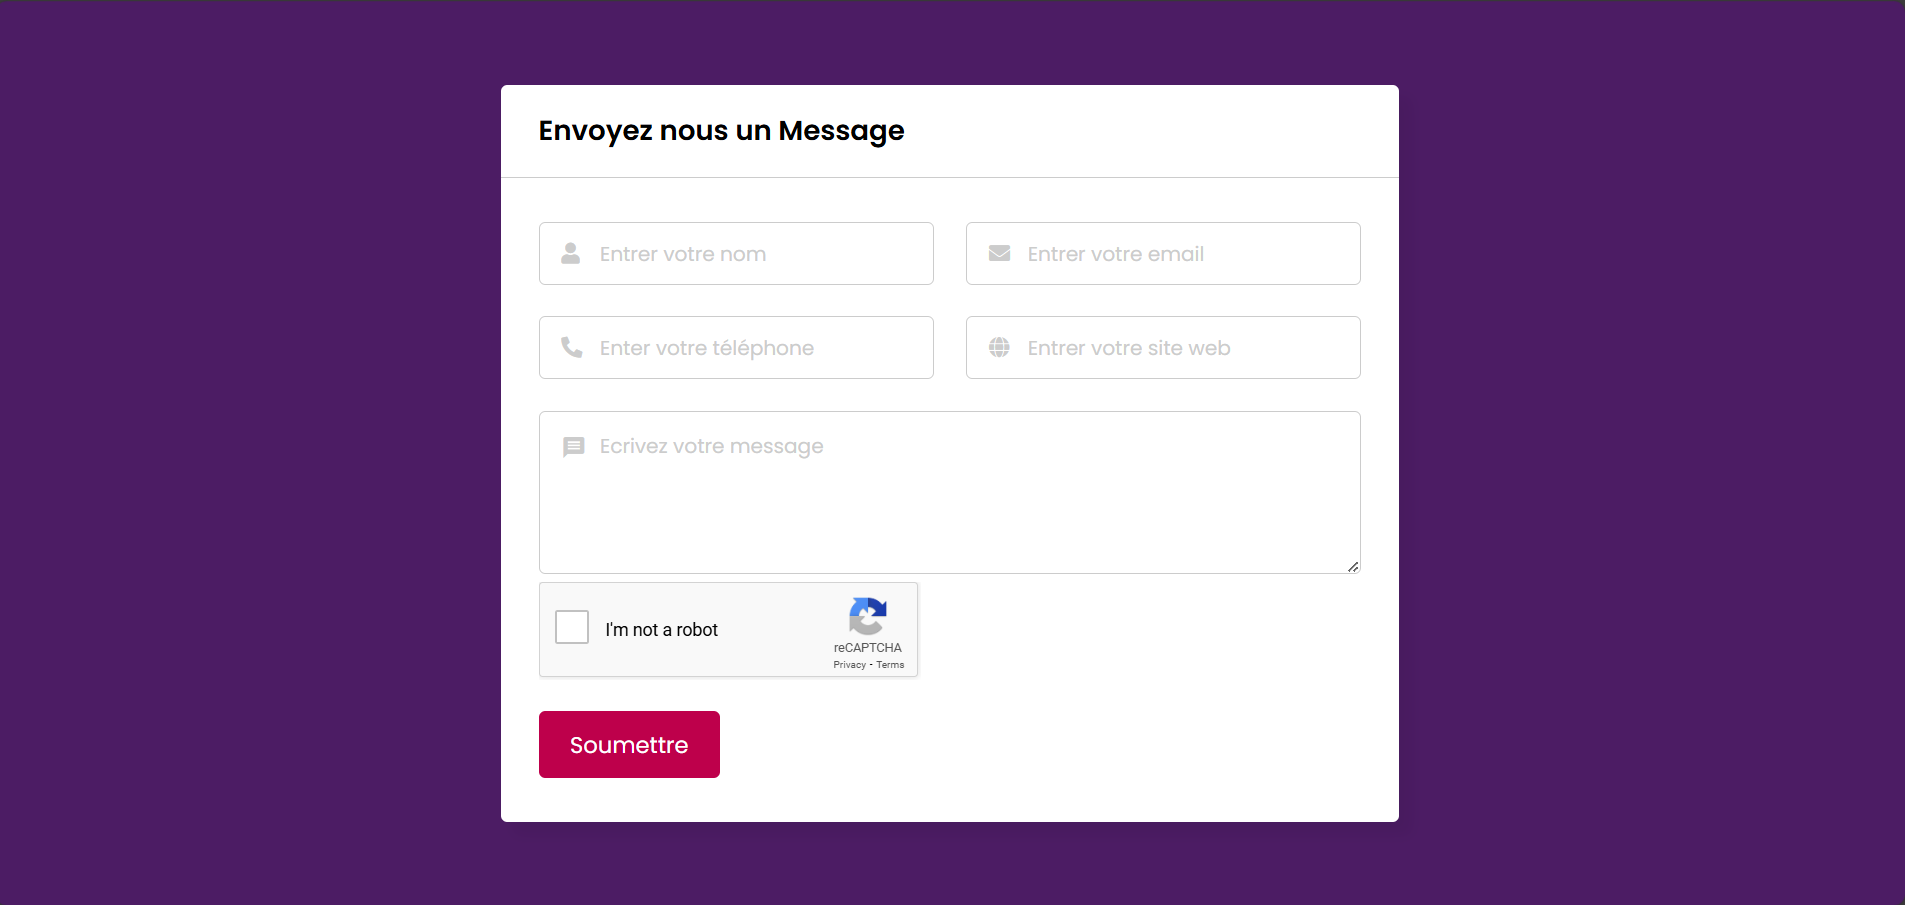 Envoyez nous un Message
Entrer votre nom
Entrer votre email
Enter votre téléphone
Entrer votre site web
Ecrivez votre message
I'm not a robot
reCAPTCHA
Privacy - Terms
Soumettre